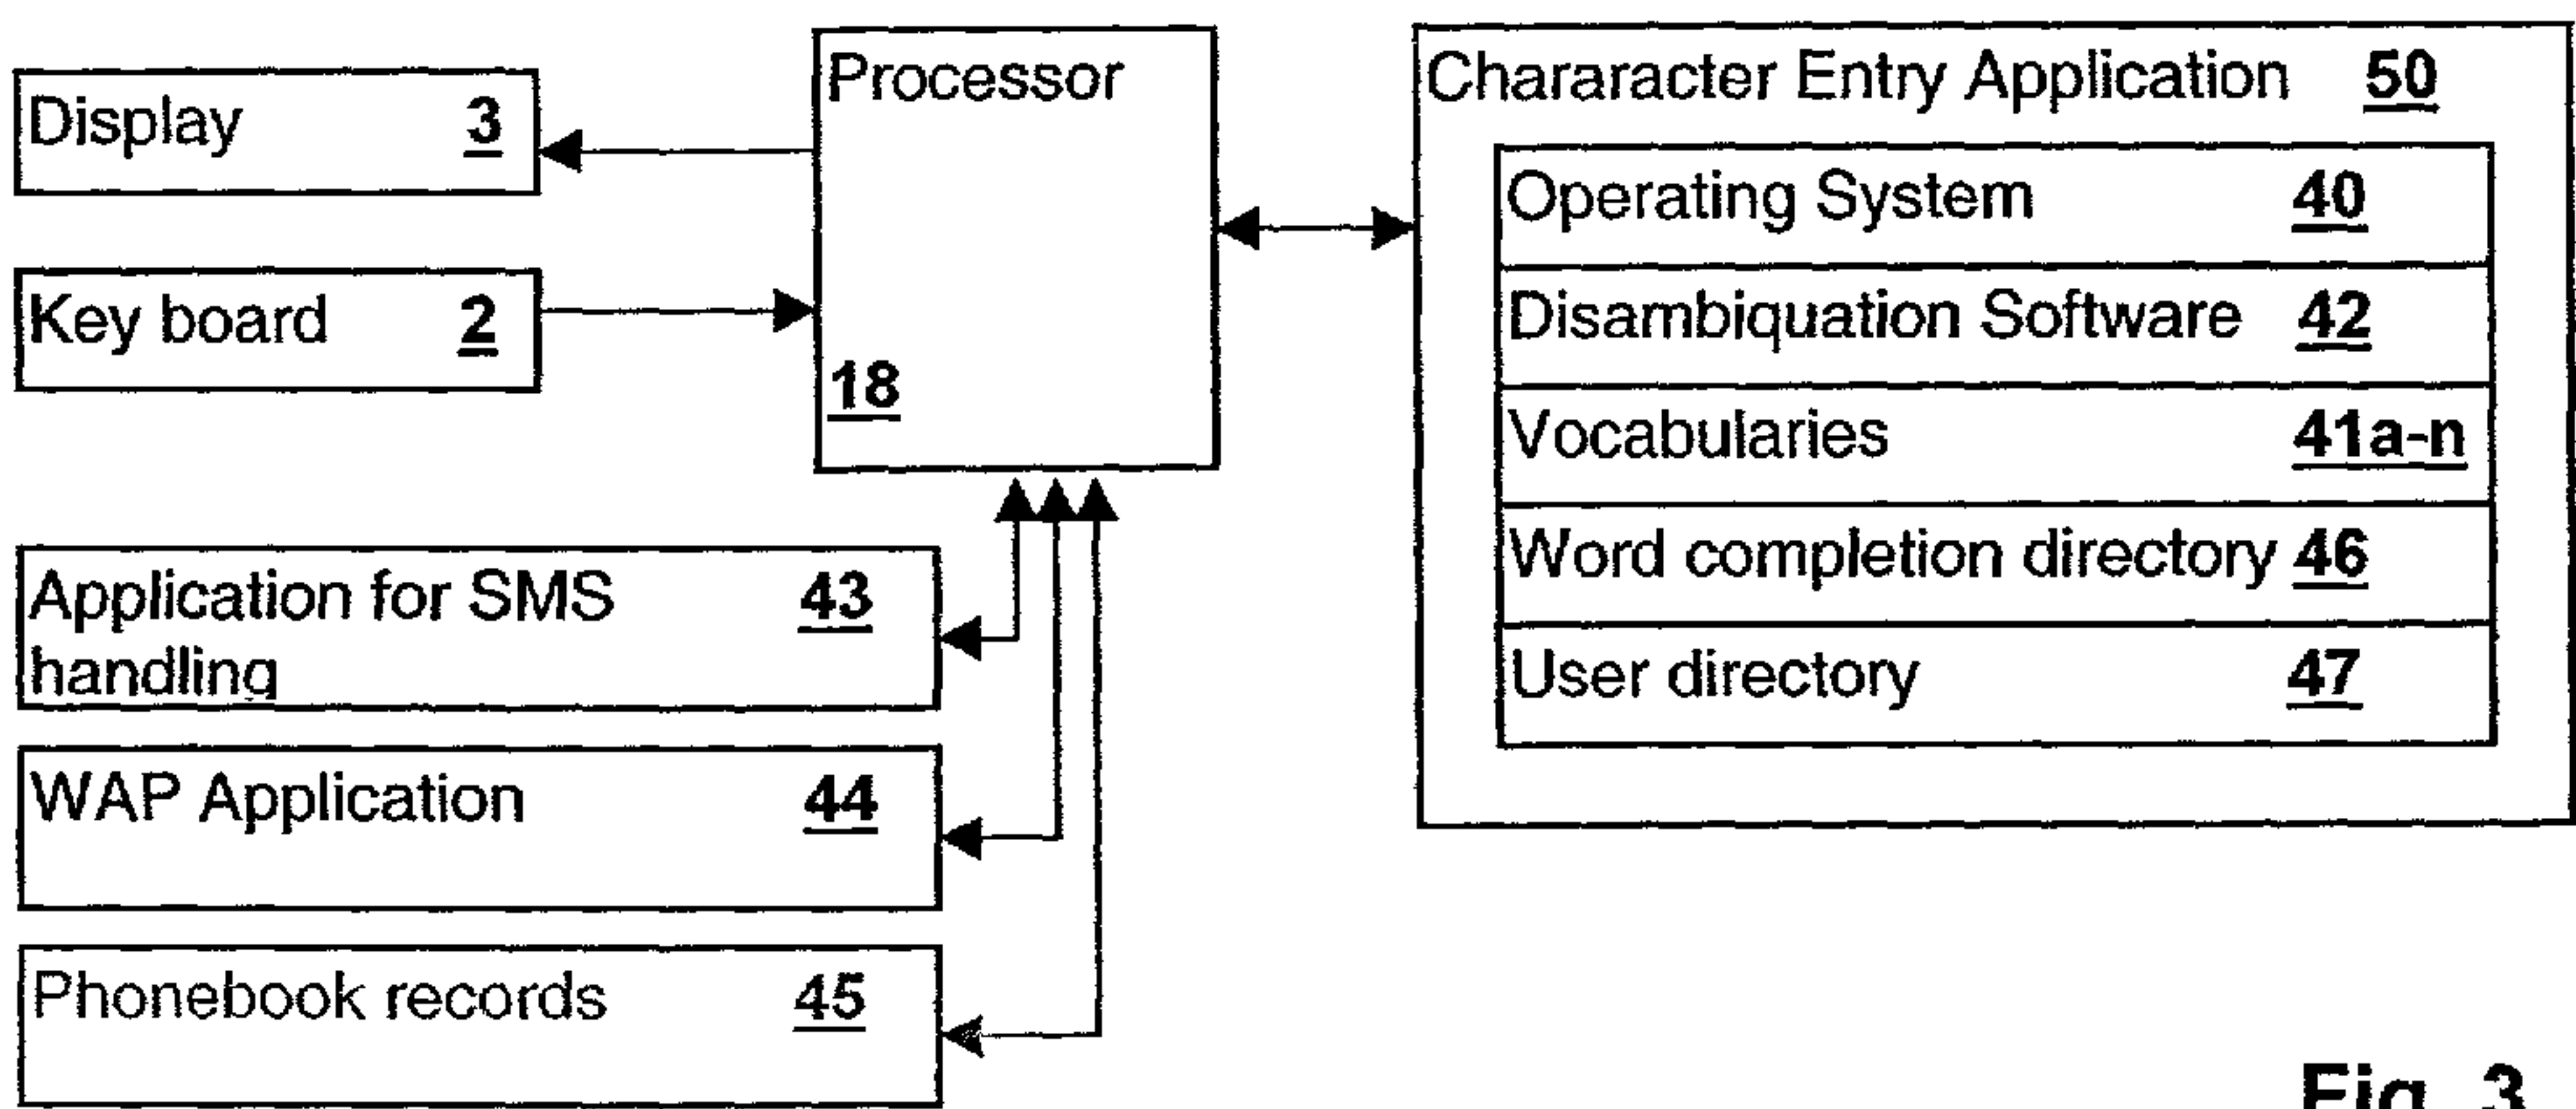 Display 3
Key board 2
Processor
18
Application for SMS 43
handling
WAP Application 44
Phonebook records 45
Chararacter Entry Application 50
Operating System 40
Disambiquation Software 42
Vocabularies 41a-n
Word completion directory 46
User directory 47
Fig. 3